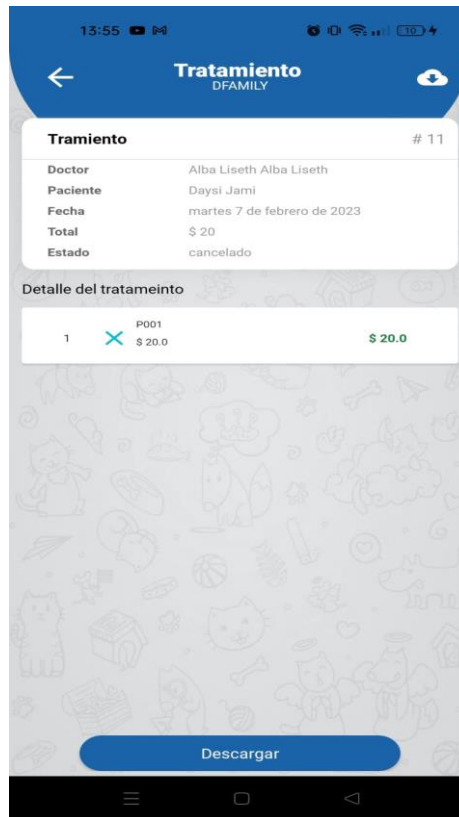 13:55 10
Tratamiento
DFAMILY
Tramiento # 11
Doctor Alba Liseth Alba Liseth
Paciente Daysi Jami
Fecha martes 7 de febrero de 2023
Total $ 20
Estado cancelado
Detalle del tratameinto
1 P001 $ 20.0
$ 20.0
Descargar